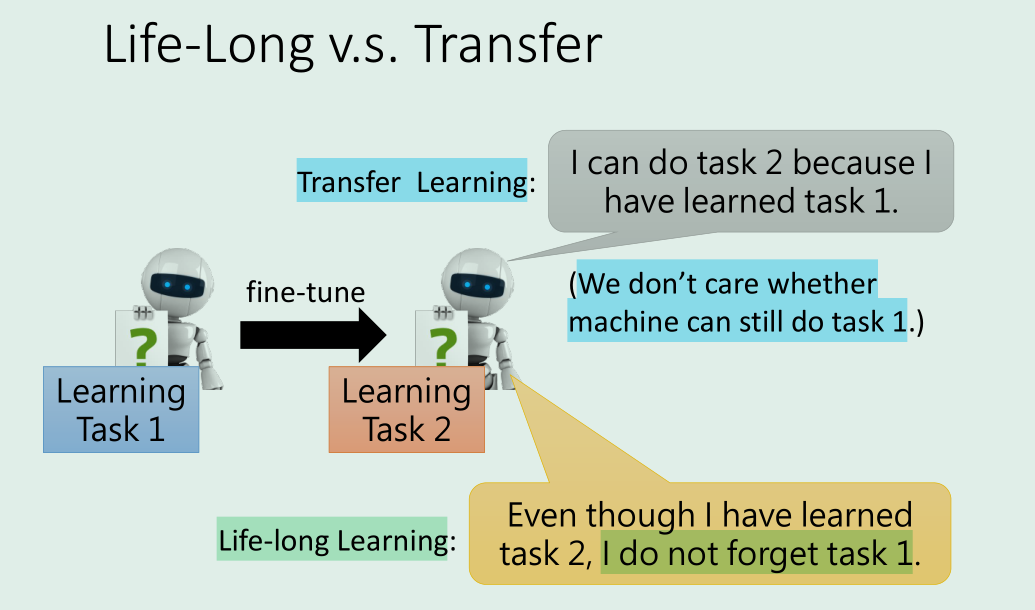 Life-Long v.s. Transfer
Transfer Learning:
I can do task 2 because I
have learned task 1.
fine-tune
(We don’t care whether
machine can still do task 1.)
?
?
Learning
Task 1
Learning
Task 2
Life-long Learning:
Even though I have learned
task 2, I do not forget task 1.